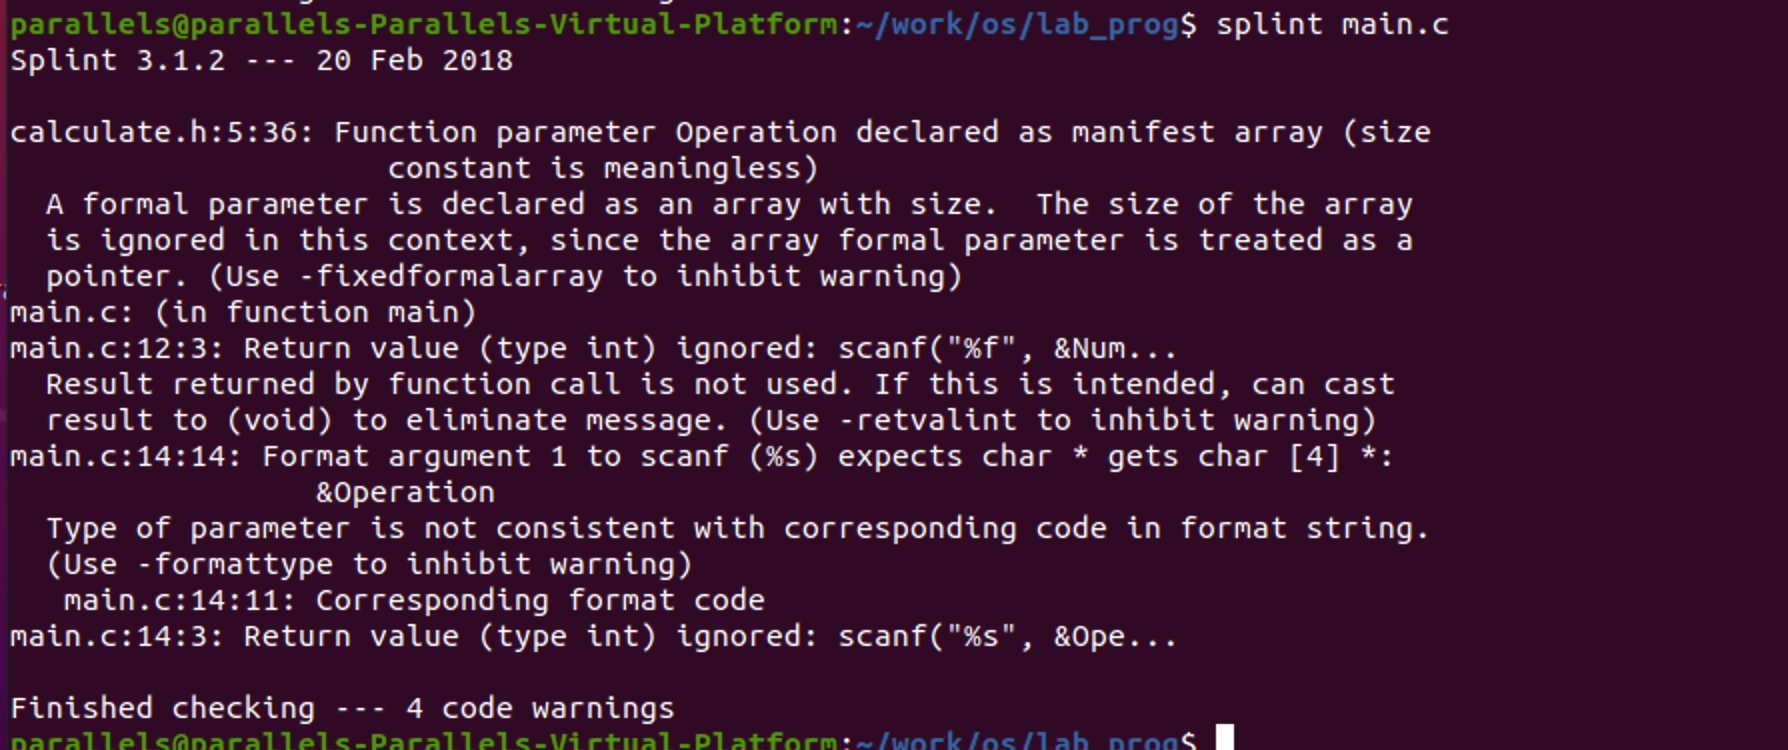 parallels@parallels-Parallels-Virtual-Platform:~/work/os/lab_prog$ splint main.c
Splint 3.1.2 --- 20 Feb 2018
calculate.h:5:36: Function parameter Operation declared as manifest array (size
constant is meaningless)
A formal parameter is declared as an array with size.  The size of the array
is ignored in this context, since the array formal parameter is treated as a
pointer. (Use -fixedformalarray to inhibit warning)
main.c: (in function main)
main.c:12:3: Return value (type int) ignored: scanf("%f", &Num...
Result returned by function call is not used. If this is intended, can cast
result to (void) to eliminate message. (Use -retvalint to inhibit warning)
main.c:14:14: Format argument 1 to scanf (%s) expects char * gets char [4] *:
&Operation
Type of parameter is not consistent with corresponding code in format string.
(Use -formattype to inhibit warning)
main.c:14:11: Corresponding format code
main.c:14:3: Return value (type int) ignored: scanf("%s", &Ope...
Finished checking --- 4 code warnings
parallels@parallels-Parallels-Virtual-Platform:~/work/os/lab_prog$